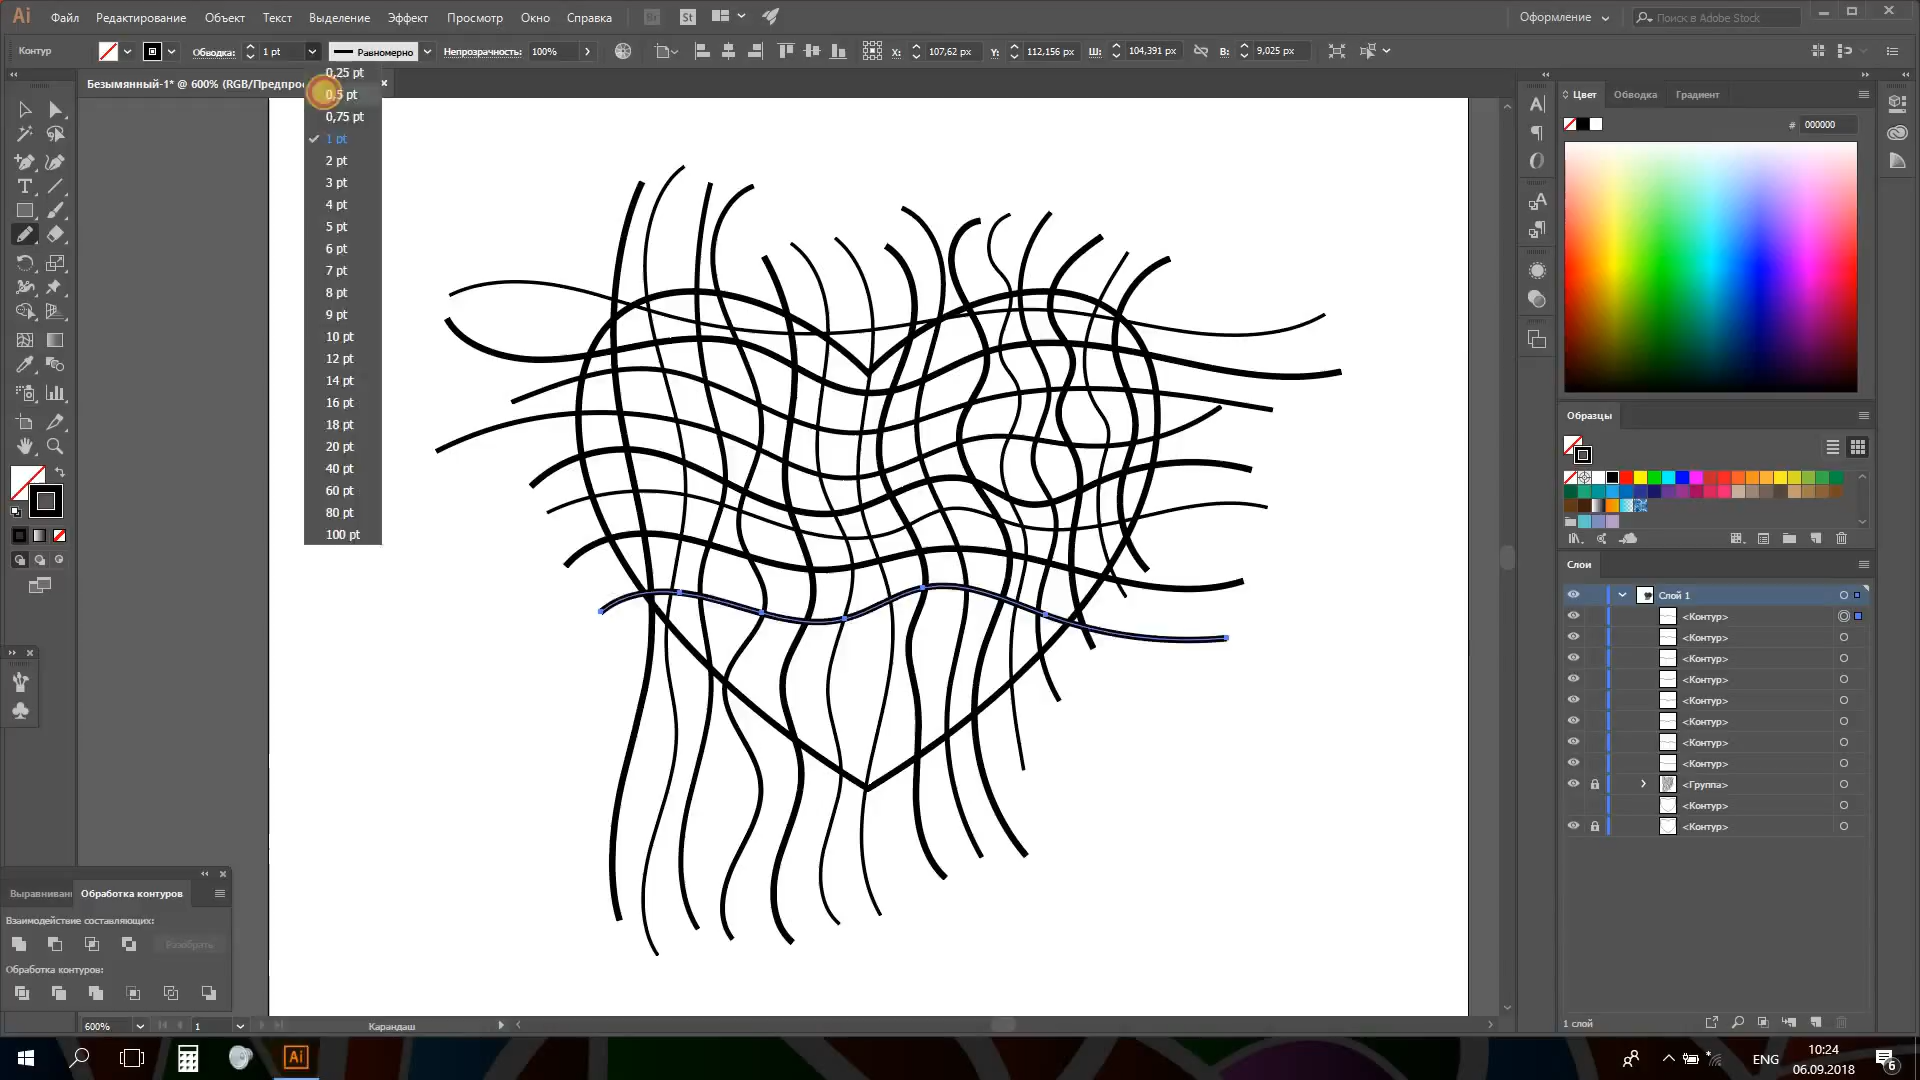 Ai Файл Редактирование Объект Текст Выделение Эффект Просмотр Окно Справка Br St Оформление Поиск в Adobe Stock
Контур Обводка: 1 pt Равномерно Непрозрачность: 100% X: 107,62 px Y: 112,156 px Ш: 104,391 px В: 9,025 px
Безымянный-1* @ 600% (RGB/Предпро
0,25 pt
0,5 pt
0,75 pt
1 pt
2 pt
3 pt
4 pt
5 pt
6 pt
7 pt
8 pt
9 pt
10 pt
12 pt
14 pt
16 pt
18 pt
20 pt
40 pt
60 pt
80 pt
100 pt
Цвет Обводка Градиент
# 000000
Образцы
Слои
Слой 1
<Контур>
<Контур>
<Контур>
<Контур>
<Контур>
<Контур>
<Контур>
<Контур>
<Группа>
<Контур>
<Контур>
1 слой
Выравнивани Обработка контуров
Взаимодействие составляющих:
Разобрать
Обработка контуров:
600% 1 Карандаш
Ai ENG 10:24
06.09.2018
6